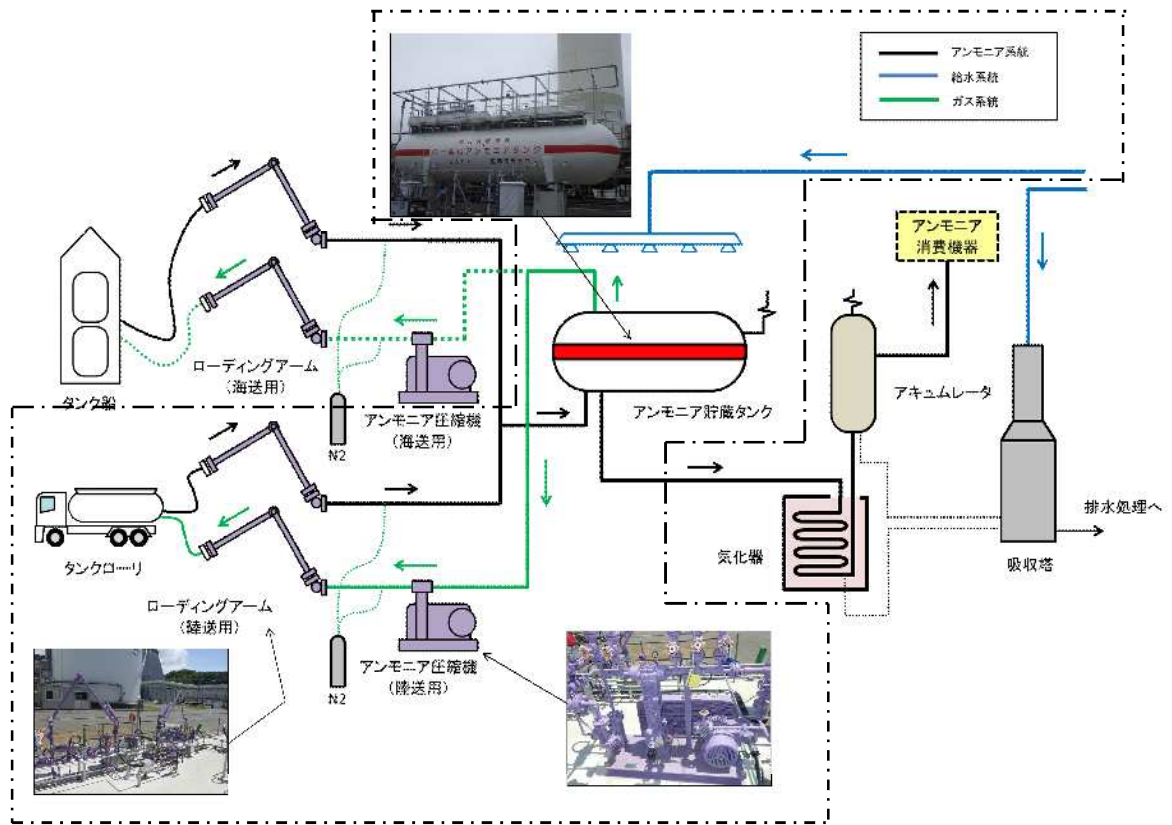 アンモニア系統
給水系統
ガス系統
アンモニア
消費機器
ローディングアーム
(海送用)
タンク船
N2
アンモニア圧縮機
(海送用)
アンモニア貯蔵タンク
アキュムレータ
タンクローリ
気化器
排水処理へ
吸収塔
ローディングアーム
(陸送用)
N2
アンモニア圧縮機
(陸送用)